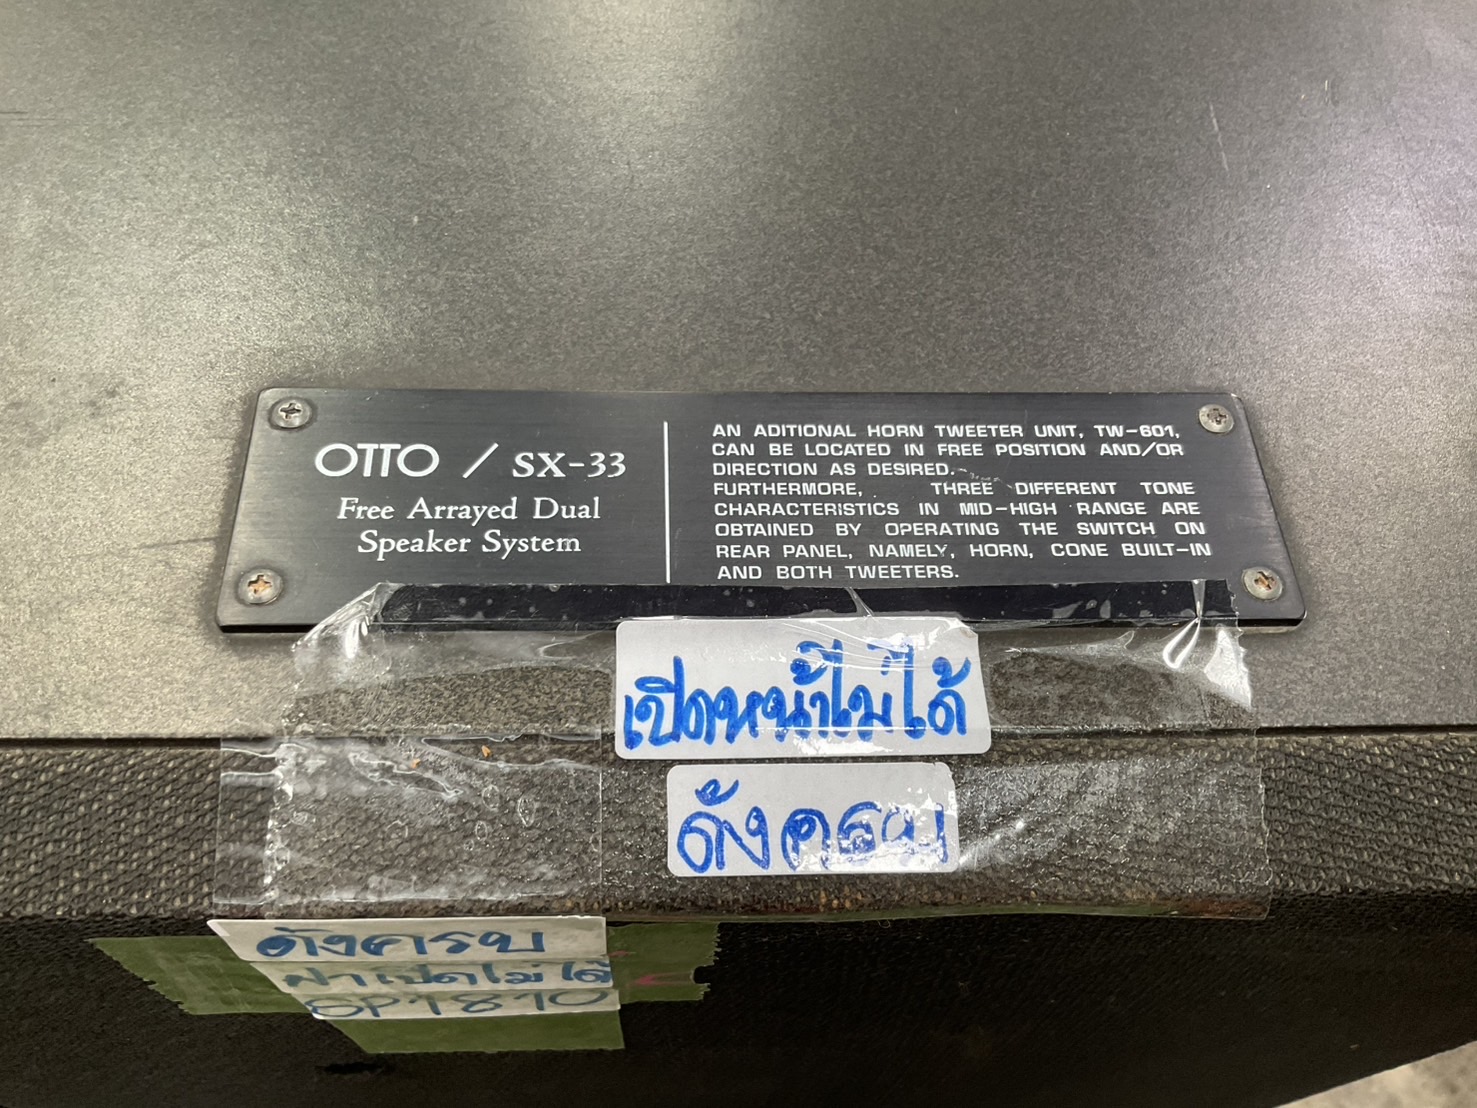 OTTO / SX-33
Free Arrayed Dual
Speaker System
AN ADITIONAL HORN TWEETER UNIT, TW-601,
CAN BE LOCATED IN FREE POSITION AND/OR
DIRECTION AS DESIRED.
FURTHERMORE, THREE DIFFERENT TONE
CHARACTERISTICS IN MID-HIGH RANGE ARE
OBTAINED BY OPERATING THE SWITCH ON
REAR PANEL, NAMELY, HORN, CONE BUILT-IN
AND BOTH TWEETERS.
เปิดหน้าไม่ได้
ดังครบ
ดังครบ
ฝาเปิดไม่ได้
SP1810